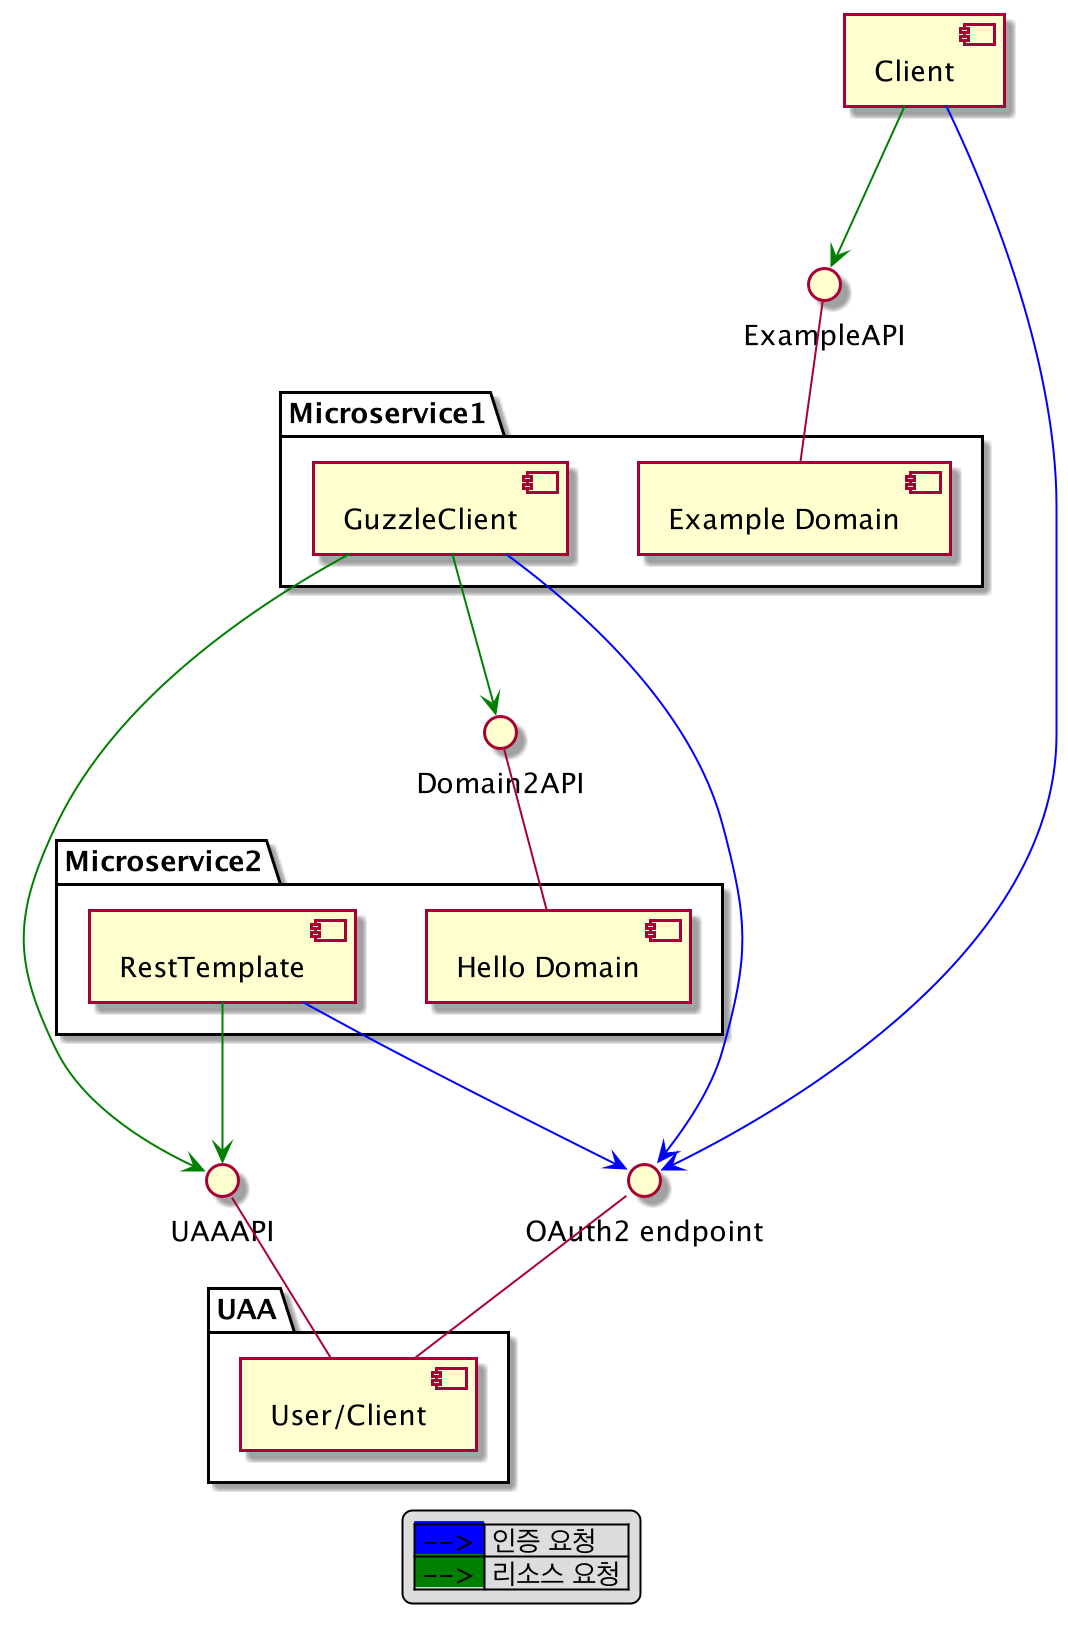 Client
ExampleAPI
Microservice1
GuzzleClient
Example Domain
Domain2API
Microservice2
RestTemplate
Hello Domain
UAAAPI
OAuth2 endpoint
UAA
User/Client
--> 인증 요청
--> 리소스 요청